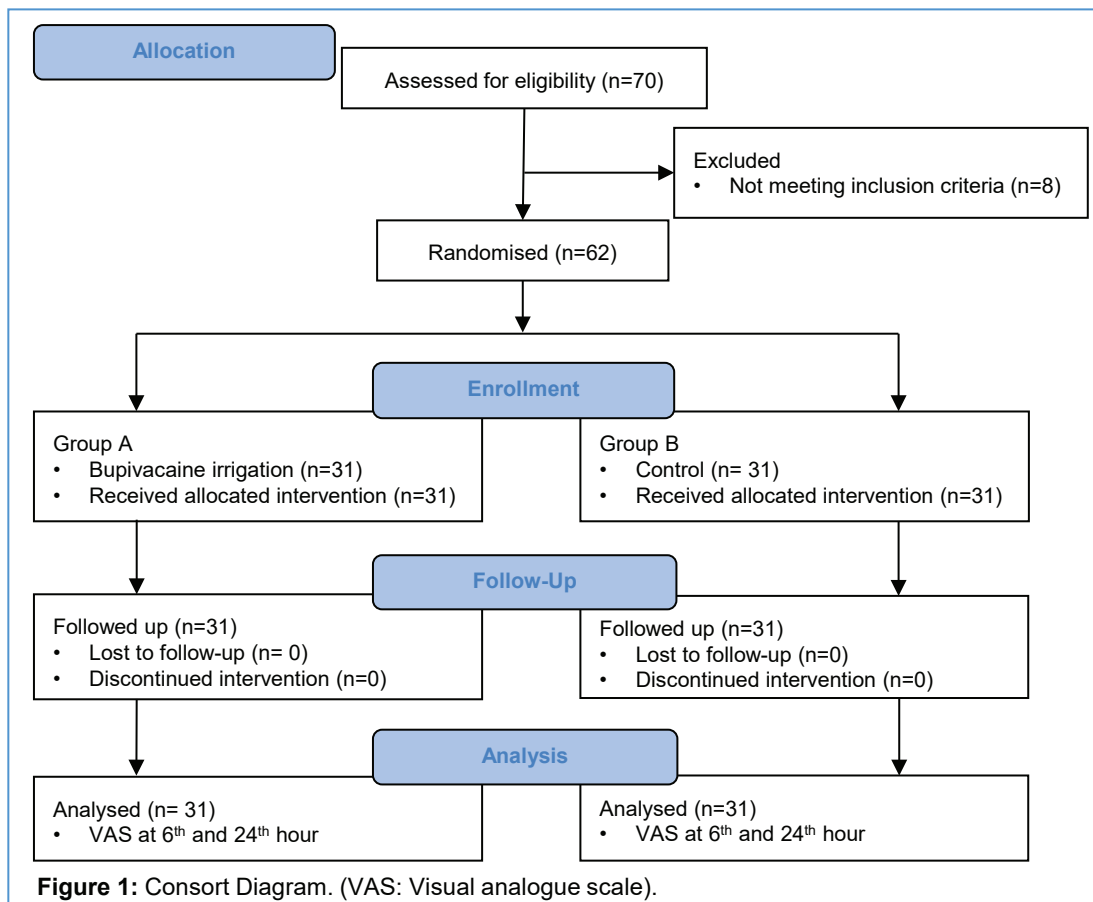 Allocation
Assessed for eligibility (n=70)
Excluded
• Not meeting inclusion criteria (n=8)
Randomised (n=62)
Enrollment
Group A
• Bupivacaine irrigation (n=31)
• Received allocated intervention (n=31)
Group B
• Control (n= 31)
• Received allocated intervention (n=31)
Follow-Up
Followed up (n=31)
• Lost to follow-up (n= 0)
• Discontinued intervention (n=0)
Followed up (n=31)
• Lost to follow-up (n=0)
• Discontinued intervention (n=0)
Analysis
Analysed (n= 31)
• VAS at 6th and 24th hour
Analysed (n=31)
• VAS at 6th and 24th hour
Figure 1: Consort Diagram. (VAS: Visual analogue scale).